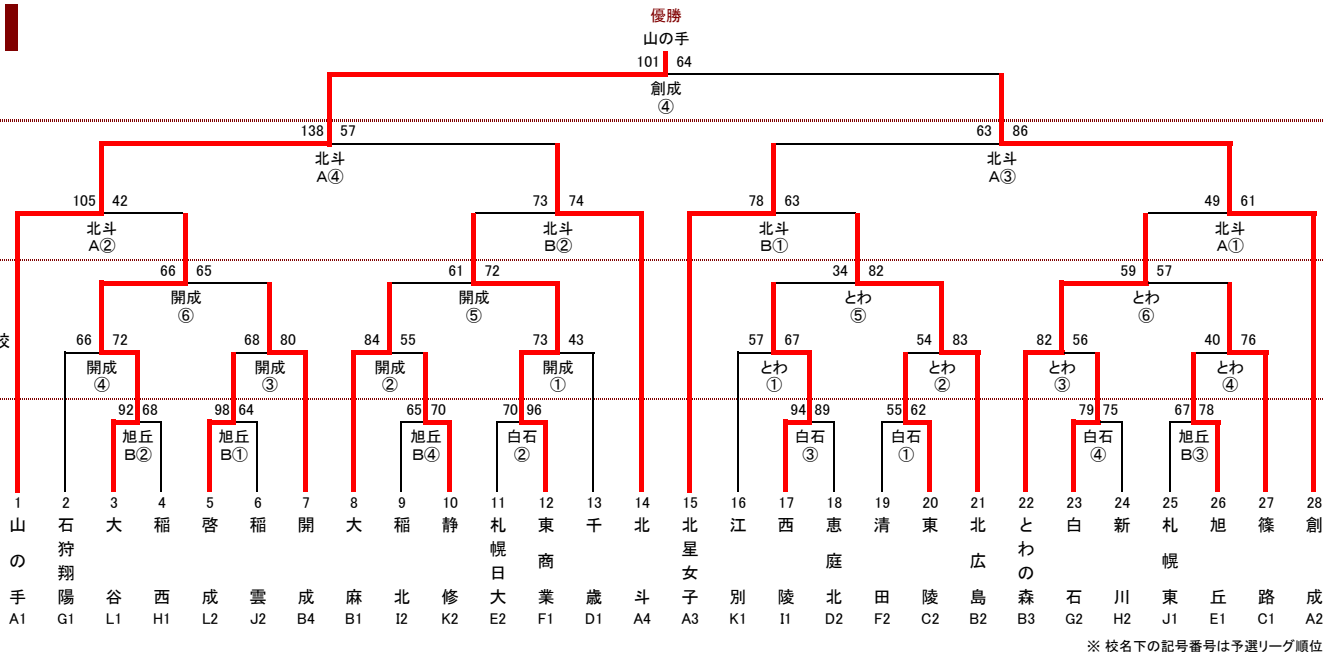 優勝
山の手
101 64
創成
④
138 57 63 86
北斗 北斗
A④ A③
105 42 73 74 78 63 49 61
北斗 北斗 北斗 北斗
A② B② B① A①
66 65 61 72 34 82 59 57
開成 開成 とわ とわ
⑥ ⑤ ⑤ ⑥
校
66 72 68 80 84 55 73 43 57 67 54 83 82 56 40 76
開成 開成 開成 開成 とわ とわ とわ とわ
④ ③ ② ① ① ② ③ ④
92 68 98 64 65 70 70 96 94 89 55 62 79 75 67 78
旭丘 旭丘 旭丘 白石 白石 白石 白石 旭丘
B② B① B④ ② ③ ① ④ B③
1 2 3 4 5 6 7 8 9 10 11 12 13 14 15 16 17 18 19 20 21 22 23 24 25 26 27 28
山の手 石狩翔陽 大谷 稲西 啓成 稲雲 開成 大麻 稲北 静修 札幌日大 東商業 千歳 北斗 北星女子 江別 西陵 恵庭北 清田 東陵 北広島 とわの森 白石 新川 札幌東 旭丘 篠路 創成
A1 G1 L1 H1 L2 J2 B4 B1 I2 K2 E2 F1 D1 A4 A3 K1 I1 D2 F2 C2 B2 B3 G2 H2 J1 E1 C1 A2
※ 校名下の記号番号は予選リーグ順位